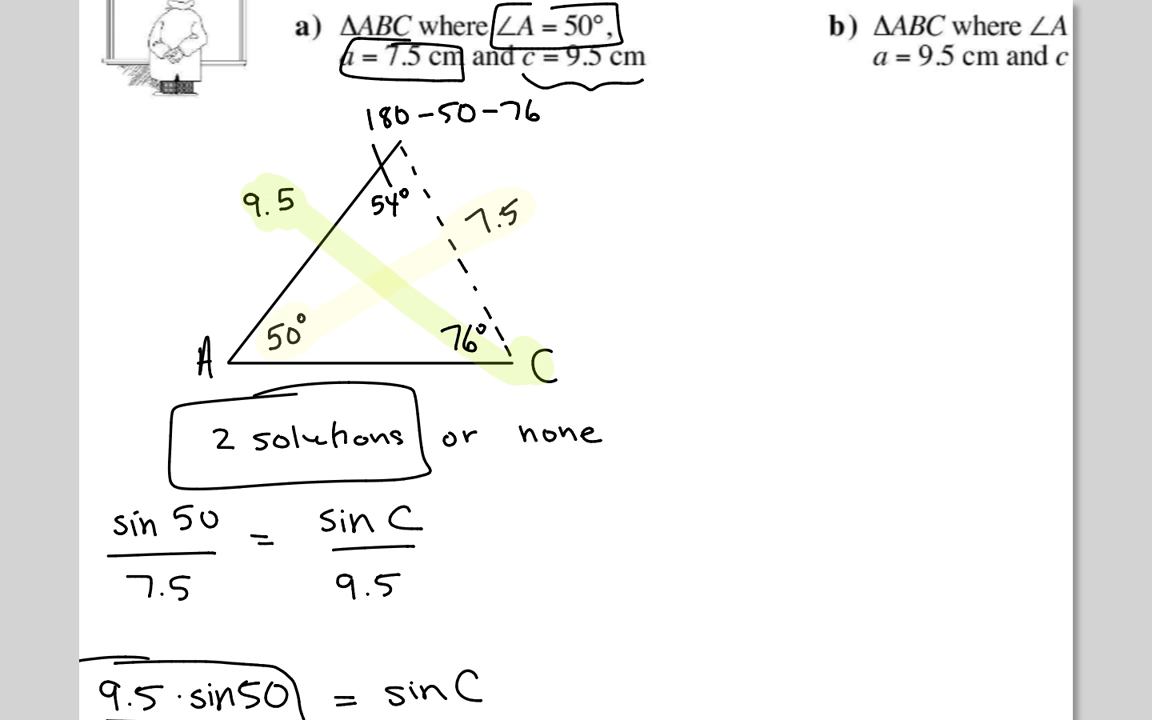 a) ΔABC where ∠A = 50°,
a = 7.5 cm and c = 9.5 cm
b) ΔABC where ∠A
a = 9.5 cm and c
180-50-76
9.5
54°
7.5
50°
76°
A
C
2 solutions or none
sin 50 = sin C
7.5 9.5
9.5 · sin50 = sin C